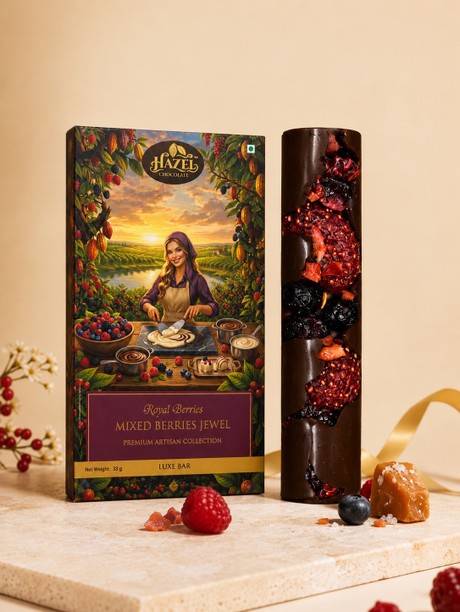 HAZEL
CHOCOLATE
Royal Berries
MIXED BERRIES JEWEL
PREMIUM ARTISAN COLLECTION
Net Weight: 35 g.
LUXE BAR